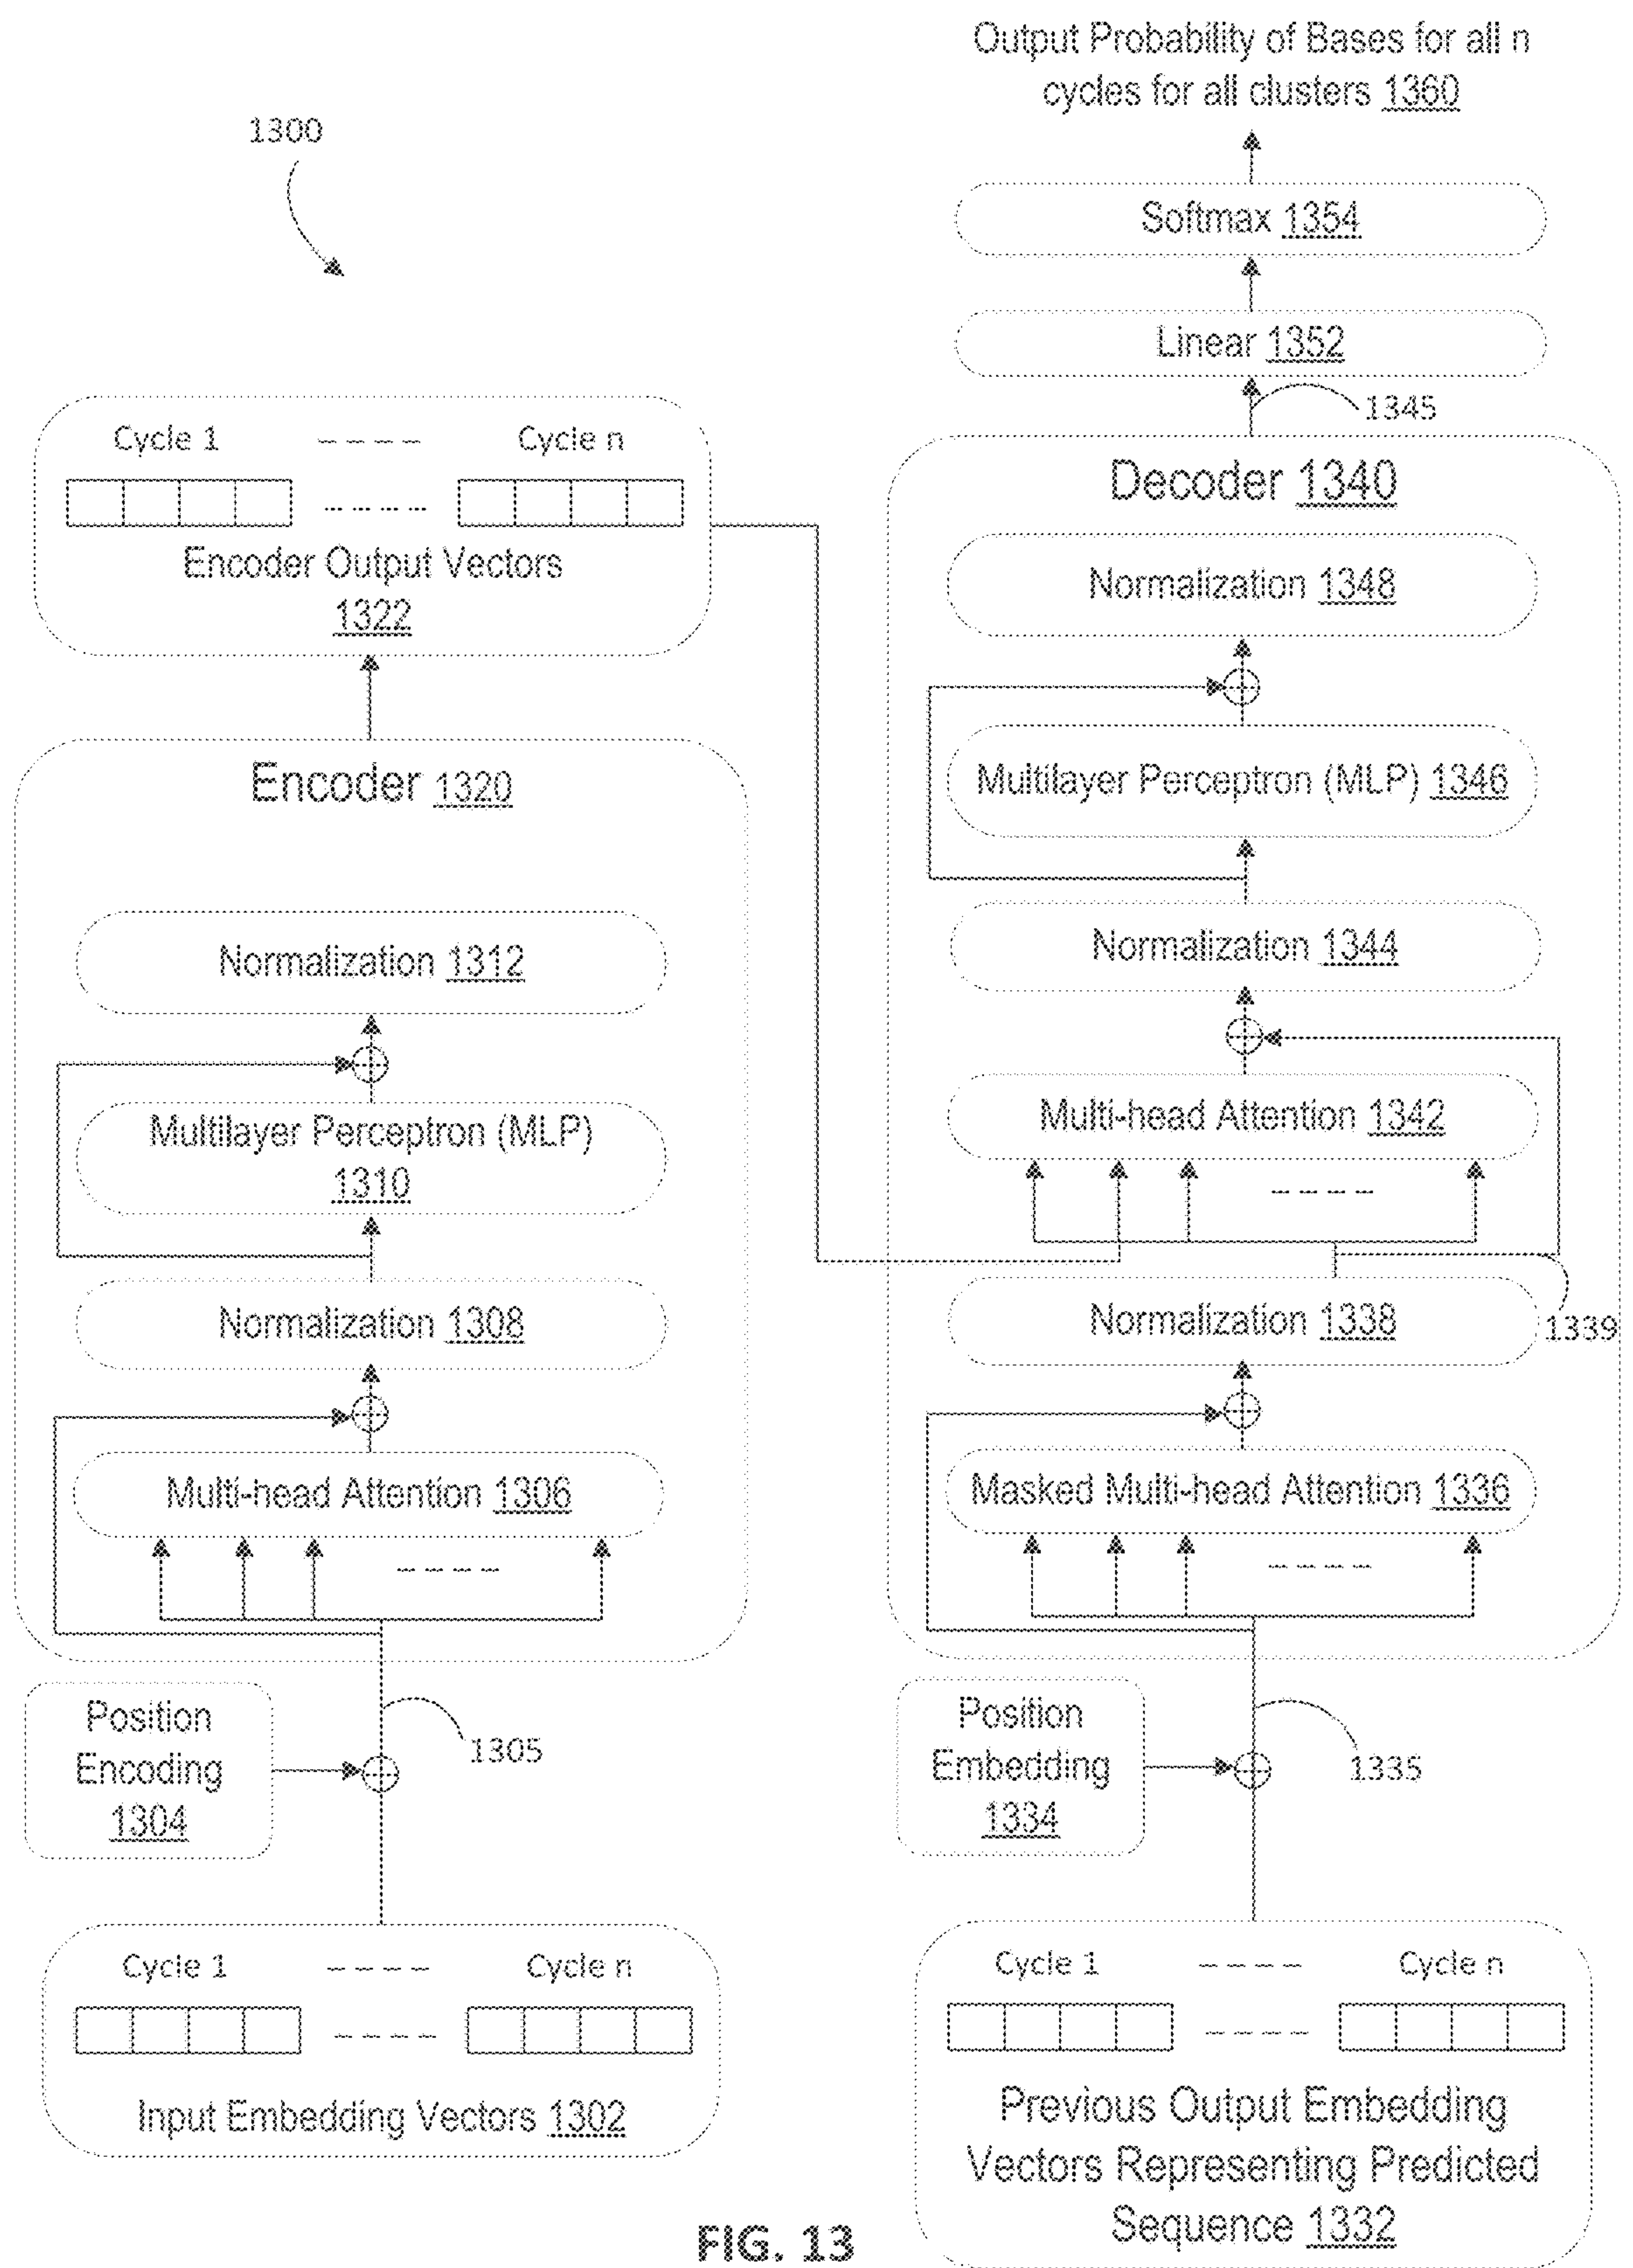 1300
Cycle 1 – – – – Cycle n
Encoder Output Vectors
1322
Encoder 1320
Normalization 1312
Multilayer Perceptron (MLP)
1310
Normalization 1308
Multi-head Attention 1306
Position
Encoding
1304
1305
Cycle 1 – – – – Cycle n
Input Embedding Vectors 1302
Output Probability of Bases for all n
cycles for all clusters 1360
Softmax 1354
Linear 1352
1345
Decoder 1340
Normalization 1348
Multilayer Perceptron (MLP) 1346
Normalization 1344
Multi-head Attention 1342
Normalization 1338
1339
Masked Multi-head Attention 1336
Position
Embedding
1334
1335
Cycle 1 – – – – Cycle n
Previous Output Embedding
Vectors Representing Predicted
Sequence 1332
FIG. 13